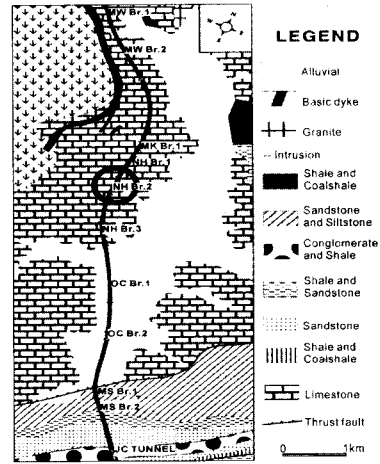 MW Br.1
MW Br.2
MK Br.1
NH Br.1
NH Br.2
NH Br.3
OC Br.1
OC Br.2
MS Br.1
MS Br.2
JC TUNNEL
LEGEND
Alluvial
Basic dyke
Granite
Intrusion
Shale and
Coalshale
Sandstone
and Siltstone
Conglomerate
and Shale
Shale and
Sandstone
Sandstone
Shale and
Coalshale
Limestone
Thrust fault
0 1km